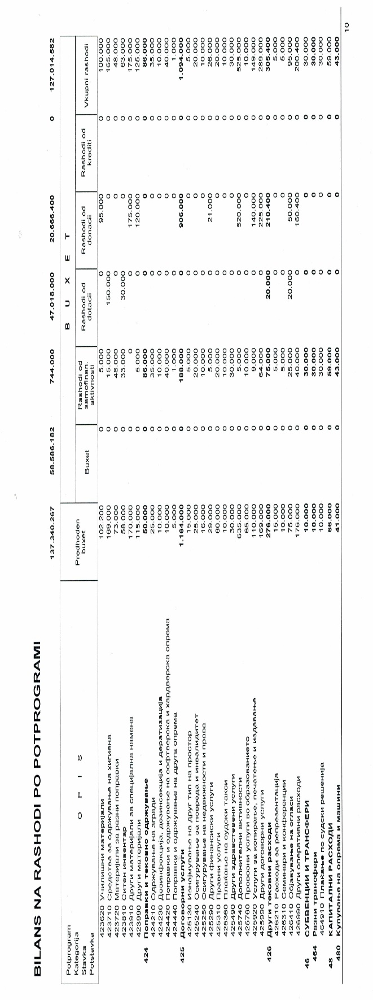 BILANS NA RASHODI PO POTPROGRAMI
137.340.267 58.586.182 744.000 47.018.000 20.666.400 0 127.014.582
Potprogram
Kategorija
Stavka
Potstavka
O P I S
Predhoden buxet
B U X E T
Buxet
Rashodi od samofinan. aktivnosti
Rashodi od dotacii
Rashodi od donacii
Rashodi od krediti
Vkupni rashodi
423620 Училишни материјали 102.200 0 5.000 0 95.000 0 100.000
423710 Средства за одржување на хигиена 169.000 0 15.000 150.000 0 0 165.000
423720 Материјали за разни поправки 73.000 0 48.000 0 0 0 48.000
423810 Ситен инвентар 58.000 0 33.000 30.000 0 0 63.000
423910 Други материјали за специјална намена 170.000 0 0 0 175.000 0 175.000
423990 Други материјали 115.000 0 5.000 0 120.000 0 125.000
424 Поправки и тековно одржување 50.000 0 86.000 0 0 0 86.000
424210 Одржување на згради 25.000 0 35.000 0 0 0 35.000
424230 Дезинфекција, дезинсекција и дератизација 10.000 0 10.000 0 0 0 10.000
424420 Поправки и одржување на софтверска и хардверска опрема 10.000 0 40.000 0 0 0 40.000
424440 Поправки и одржување на друга опрема 5.000 0 1.000 0 0 0 1.000
425 Договорни услуги 1.164.000 0 188.000 0 906.000 0 1.094.000
425130 Изнајмување на друг тип на простор 15.000 0 5.000 0 0 0 5.000
425240 Осигурување за повреда и инвалидитет 25.000 0 20.000 0 0 0 20.000
425250 Осигурување на недвижности и права 16.000 0 10.000 0 0 0 10.000
425290 Други финансиски услуги 29.000 0 5.000 0 21.000 0 26.000
425310 Правни услуги 60.000 0 20.000 0 0 0 20.000
425360 Плаќање на судски такси 10.000 0 10.000 0 0 0 10.000
425490 Други здравствевени услуги 30.000 0 30.000 0 0 0 30.000
425740 Дополнителни активности 635.000 0 5.000 0 520.000 0 525.000
425760 Превозни услуги во образованието 65.000 0 10.000 0 0 0 10.000
425920 Услуги за копирање, печатење и издавање 110.000 0 9.000 0 140.000 0 149.000
425990 Други договорни услуги 169.000 0 64.000 0 225.000 0 289.000
426 Други тековни расходи 276.000 0 75.000 20.000 210.400 0 305.400
426210 Расходи за репрезентација 15.000 0 5.000 0 0 0 5.000
426310 Семинари и конференции 10.000 0 5.000 0 0 0 5.000
426410 Објавување на огласи 75.000 0 25.000 20.000 50.000 0 95.000
426990 Други оперативни расходи 176.000 0 40.000 0 160.400 0 200.400
46 СУБВЕНЦИИ И ТРАНСФЕРИ 10.000 0 30.000 0 0 0 30.000
464 Разни трансфери 10.000 0 30.000 0 0 0 30.000
464910 Плаќање по судски решенија 10.000 0 30.000 0 0 0 30.000
48 КАПИТАЛНИ РАСХОДИ 66.000 0 59.000 0 0 0 59.000
480 Купување на опрема и машини 41.000 0 43.000 0 0 0 43.000
10